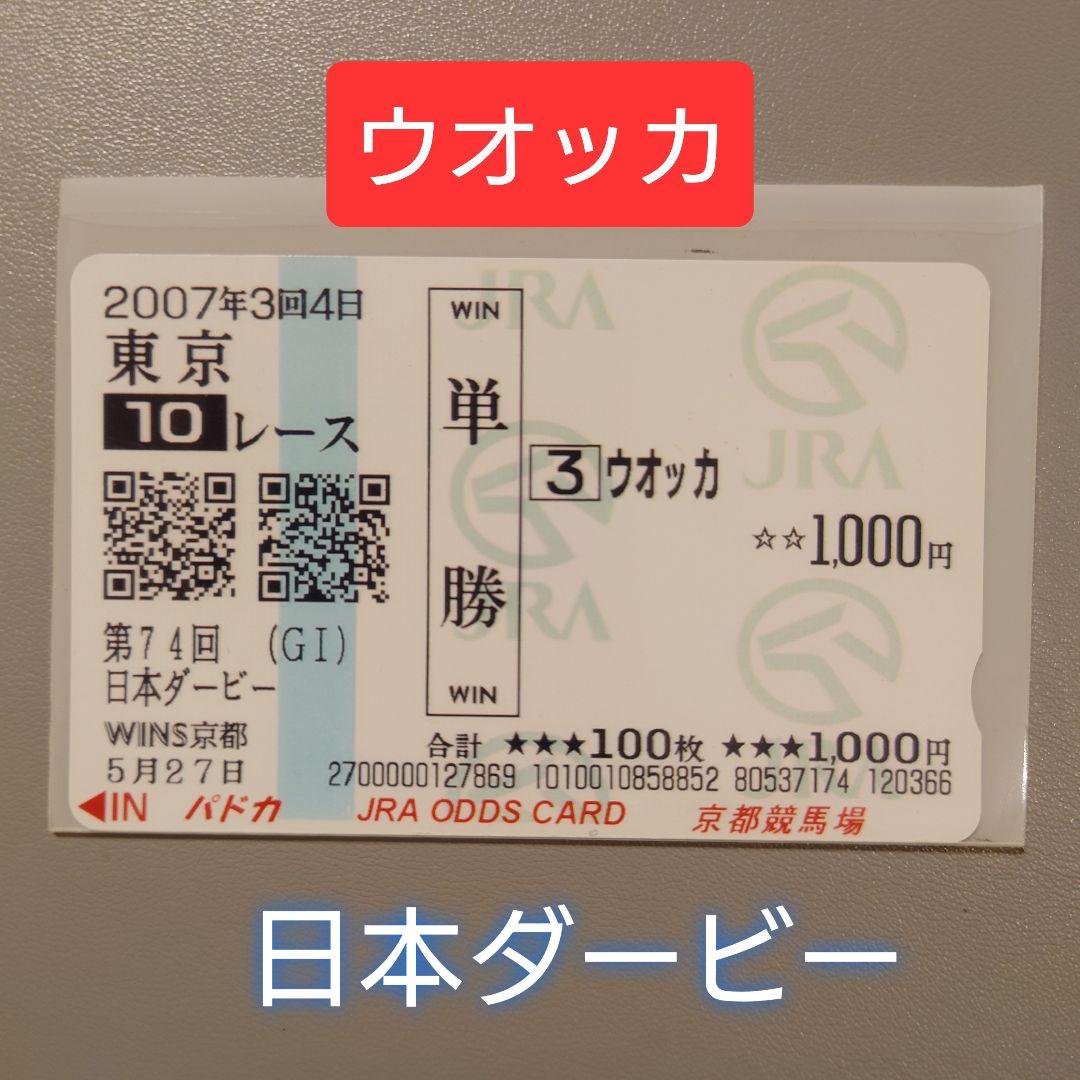 ウオッカ
2007年3回4日
東京
10レース
第74回 (GI)
日本ダービー
WINS京都
5月27日
WIN
単勝
WIN
3 ウオッカ
☆☆1,000円
合計 ★★★100枚 ★★★1,000円
2700000127869 1010010858852 80537174 120366
◀IN パドカ JRA ODDS CARD 京都競馬場
JRA
JRA
JRA
日本ダービー